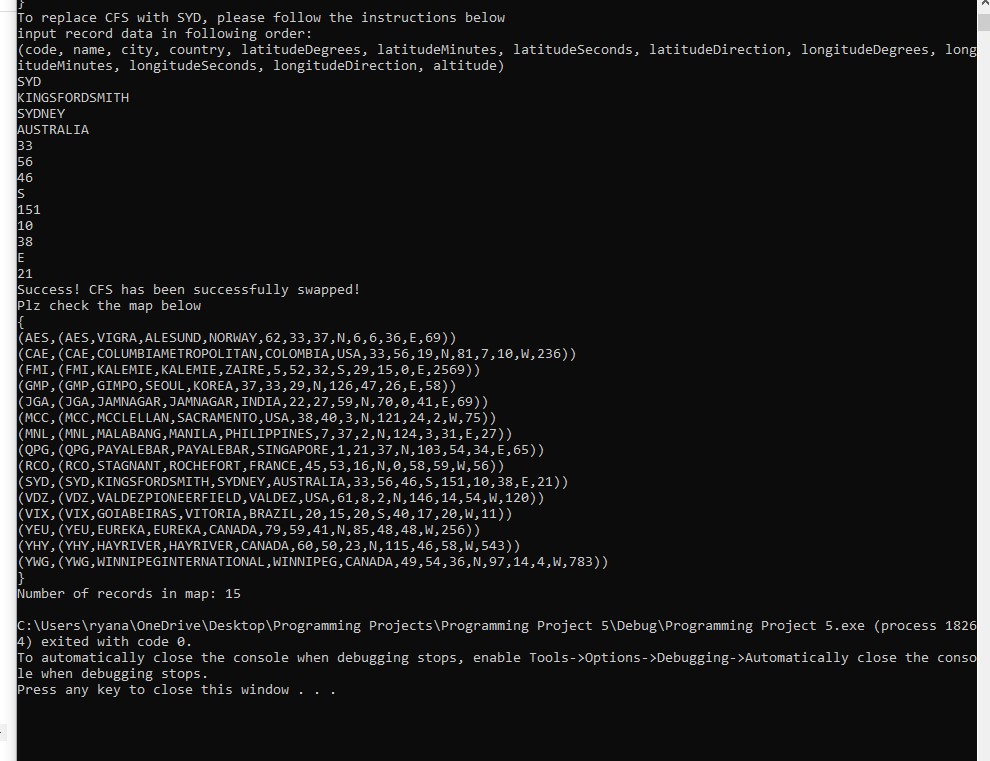 }
To replace CFS with SYD, please follow the instructions below
input record data in following order:
(code, name, city, country, latitudeDegrees, latitudeMinutes, latitudeSeconds, latitudeDirection, longitudeDegrees, long
itudeMinutes, longitudeSeconds, longitudeDirection, altitude)
SYD
KINGSFORDSMITH
SYDNEY
AUSTRALIA
33
56
46
S
151
10
38
E
21
Success! CFS has been successfully swapped!
Plz check the map below
{
(AES,(AES,VIGRA,ALESUND,NORWAY,62,33,37,N,6,6,36,E,69))
(CAE,(CAE,COLUMBIAMETROPOLITAN,COLOMBIA,USA,33,56,19,N,81,7,10,W,236))
(FMI,(FMI,KALEMIE,KALEMIE,ZAIRE,5,52,32,S,29,15,0,E,2569))
(GMP,(GMP,GIMPO,SEOUL,KOREA,37,33,29,N,126,47,26,E,58))
(JGA,(JGA,JAMNAGAR,JAMNAGAR,INDIA,22,27,59,N,70,0,41,E,69))
(MCC,(MCC,MCCLELLAN,SACRAMENTO,USA,38,40,3,N,121,24,2,W,75))
(MNL,(MNL,MALABANG,MANILA,PHILIPPINES,7,37,2,N,124,3,31,E,27))
(QPG,(QPG,PAYALEBAR,PAYALEBAR,SINGAPORE,1,21,37,N,103,54,34,E,65))
(RCO,(RCO,STAGNANT,ROCHEFORT,FRANCE,45,53,16,N,0,58,59,W,56))
(SYD,(SYD,KINGSFORDSMITH,SYDNEY,AUSTRALIA,33,56,46,S,151,10,38,E,21))
(VDZ,(VDZ,VALDEZPIONEERFIELD,VALDEZ,USA,61,8,2,N,146,14,54,W,120))
(VIX,(VIX,GOIABEIRAS,VITORIA,BRAZIL,20,15,20,S,40,17,20,W,11))
(YEU,(YEU,EUREKA,EUREKA,CANADA,79,59,41,N,85,48,48,W,256))
(YHY,(YHY,HAYRIVER,HAYRIVER,CANADA,60,50,23,N,115,46,58,W,543))
(YWG,(YWG,WINNIPEGINTERNATIONAL,WINNIPEG,CANADA,49,54,36,N,97,14,4,W,783))
}
Number of records in map: 15
C:\Users\ryana\OneDrive\Desktop\Programming Projects\Programming Project 5\Debug\Programming Project 5.exe (process 1826
4) exited with code 0.
To automatically close the console when debugging stops, enable Tools->Options->Debugging->Automatically close the conso
le when debugging stops.
Press any key to close this window . . .